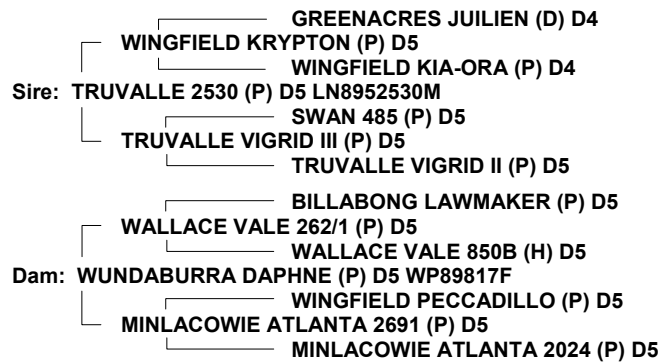 GREENACRES JUILIEN (D) D4
WINGFIELD KRYPTON (P) D5
WINGFIELD KIA-ORA (P) D4
Sire: TRUVALLE 2530 (P) D5 LN8952530M
SWAN 485 (P) D5
TRUVALLE VIGRID III (P) D5
TRUVALLE VIGRID II (P) D5
BILLABONG LAWMAKER (P) D5
WALLACE VALE 262/1 (P) D5
WALLACE VALE 850B (H) D5
Dam: WUNDABURRA DAPHNE (P) D5 WP89817F
WINGFIELD PECCADILLO (P) D5
MINLACOWIE ATLANTA 2691 (P) D5
MINLACOWIE ATLANTA 2024 (P) D5